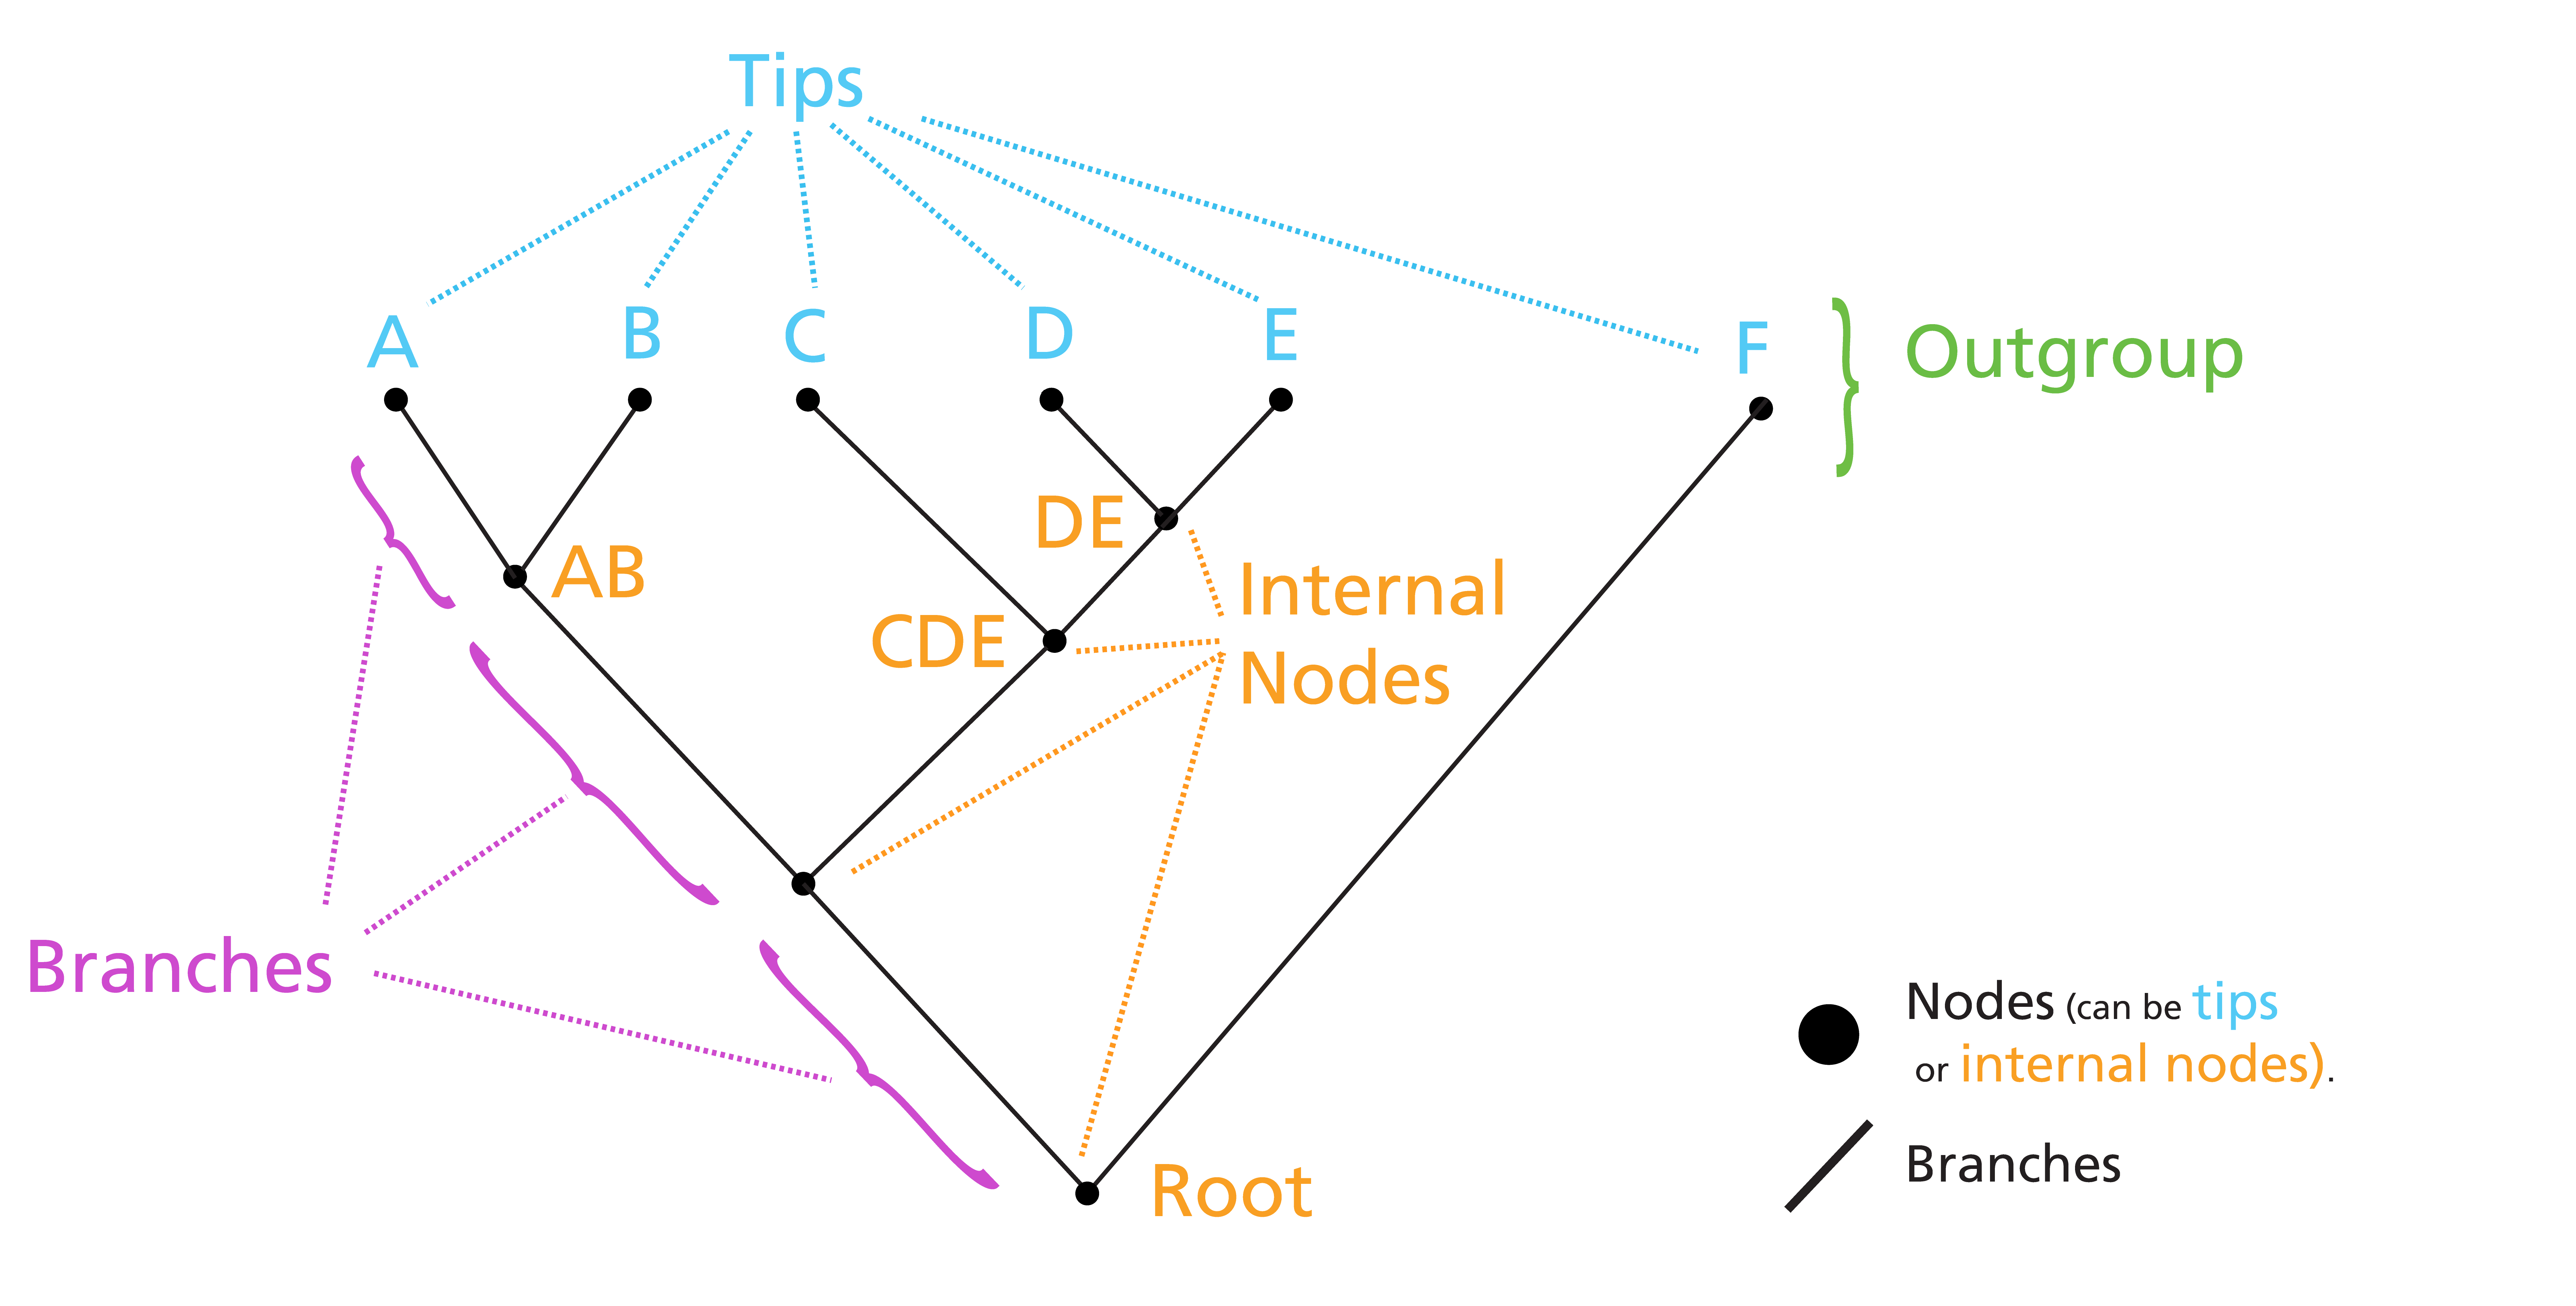 Tips
A
B
C
D
E
F
Outgroup
DE
AB
Internal
Nodes
CDE
Branches
Root
Nodes (can be tips
or internal nodes).
Branches